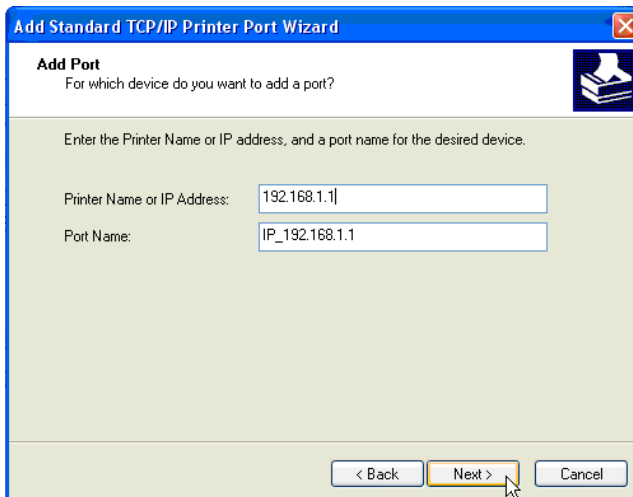 Add Standard TCP/IP Printer Port Wizard
Add Port
For which device do you want to add a port?
Enter the Printer Name or IP address, and a port name for the desired device.
Printer Name or IP Address: 192.168.1.1
Port Name: IP_192.168.1.1
< Back Next > Cancel